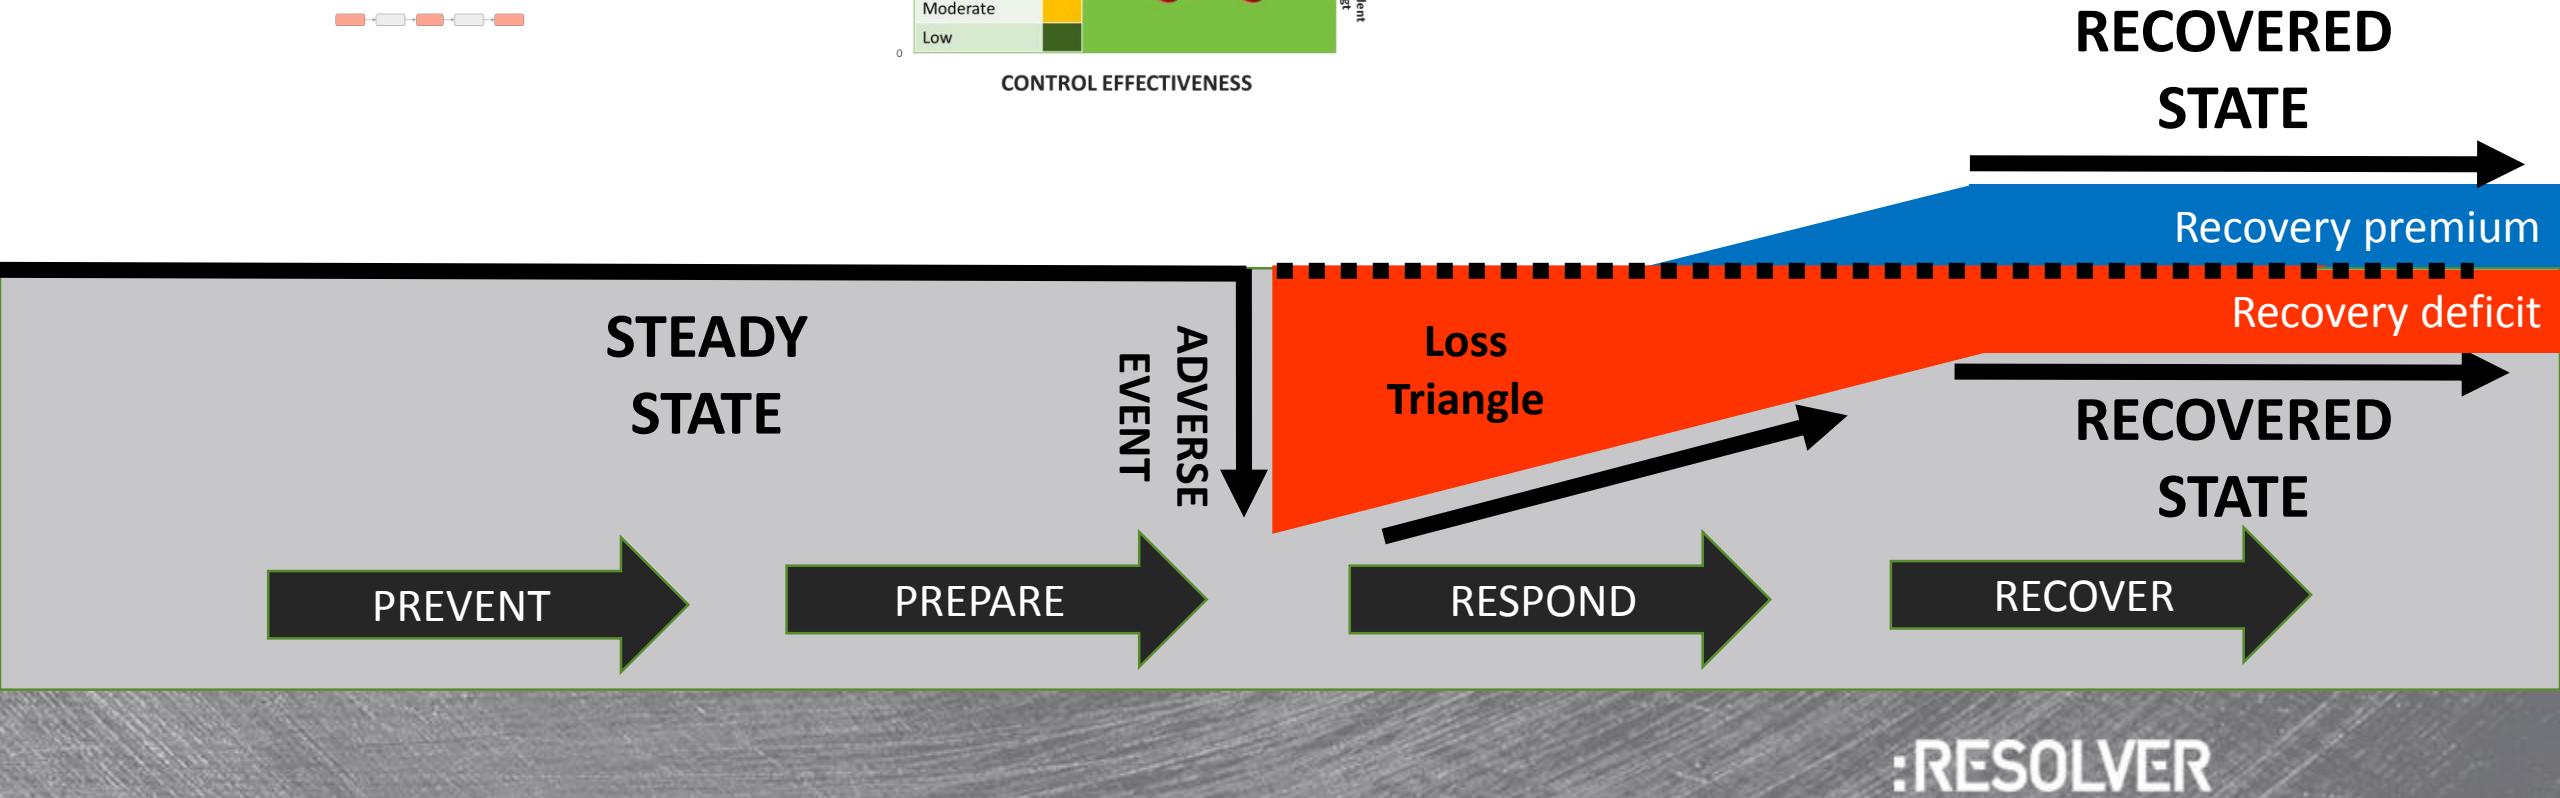 Moderate
Low
0
CONTROL EFFECTIVENESS
RECOVERED
STATE
Recovery premium
Recovery deficit
STEADY
STATE
ADVERSE
EVENT
Loss
Triangle
RECOVERED
STATE
PREVENT
PREPARE
RESPOND
RECOVER
:RESOLVER